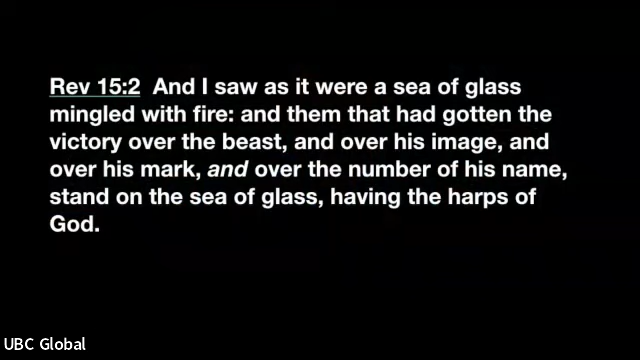 Rev 15:2  And I saw as it were a sea of glass
mingled with fire: and them that had gotten the
victory over the beast, and over his image, and
over his mark, and over the number of his name,
stand on the sea of glass, having the harps of
God.
UBC Global